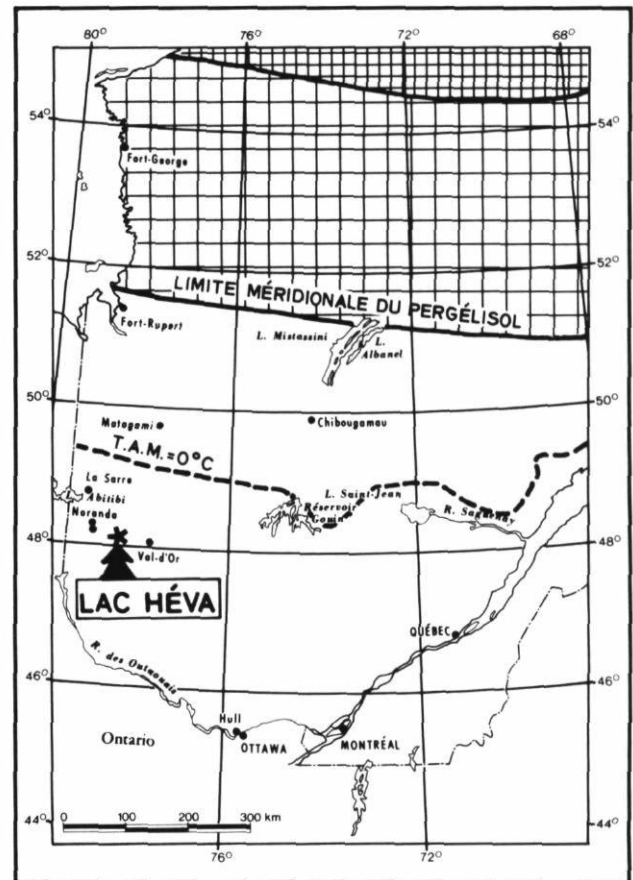 80°
76°
72°
68°
54°
54°
Fort-George
52°
52°
LIMITE MÉRIDIONALE DU PERGÉLISOL
Fort-Rupert
L. Mistassini
L. Albanel
50°
50°
Matagami
Chibougamau
T.A.M.=0°C
La Sarre
L. Abitibi
L. Saint-Jean
Réservoir Gouin
R. Saguenay
Noranda
48°
48°
Val-d'Or
LAC HÉVA
QUÉBEC
R. des Outaouais
46°
46°
Hull
Ontario
OTTAWA
MONTRÉAL
0 100 200 300 km
44°
44°
76°
72°